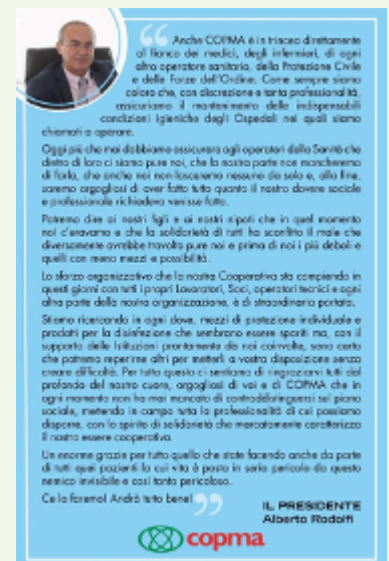 Anche COPMA è in trincea direttamente
al fianco dei medici, degli infermieri, di ogni
altro operatore sanitario, della Protezione Civile
e delle Forze dell'Ordine. Come sempre siamo
coloro che, con discrezione e tanta professionalità,
assicuriamo il mantenimento delle indispensabili
condizioni igieniche degli Ospedali nei quali siamo
chiamati a operare.
Oggi più che mai dobbiamo assicurare agli operatori della Sanità che
dietro di loro ci siamo pure noi, che la nostra parte non mancheremo
di farla, che anche noi non lasceremo nessuno da solo e, alla fine,
saremo orgogliosi di aver fatto tutto quanto il nostro dovere sociale
e professionale richiedeva venisse fatto.
Potremo dire ai nostri figli e ai nostri nipoti che in quel momento
noi c'eravamo e che la solidarietà di tutti ha sconfitto il male che
diversamente avrebbe travolto pure noi e prima di noi i più deboli e
quelli con meno mezzi e possibilità.
Lo sforzo organizzativo che la nostra Cooperativa sta compiendo in
questi giorni con tutti i propri Lavoratori, Soci, operatori tecnici e ogni
altra parte della nostra organizzazione, è di straordinaria portata.
Stiamo ricercando in ogni dove, mezzi di protezione individuale e
prodotti per la disinfezione che sembrano essere spariti ma, con il
supporto delle Istituzioni prontamente da noi coinvolte, sono certo
che potremo reperirne altri per metterli a vostra disposizione senza
creare difficoltà. Per tutto questo ci sentiamo di ringraziarvi tutti dal
profondo del nostro cuore, orgogliosi di voi e di COPMA che in
ogni momento non ha mai mancato di contraddistinguersi sul piano
sociale, mettendo in campo tutta la professionalità di cui possiamo
disporre, con lo spirito di solidarietà che marcatamente caratterizza
il nostro essere cooperativa.
Un enorme grazie per tutto quello che state facendo anche da parte
di tutti quei pazienti la cui vita è posta in serio pericolo da questo
nemico invisibile e così tanto pericoloso.
Ce la faremo! Andrà tutto bene!
IL PRESIDENTE
Alberto Rodolfi
copma